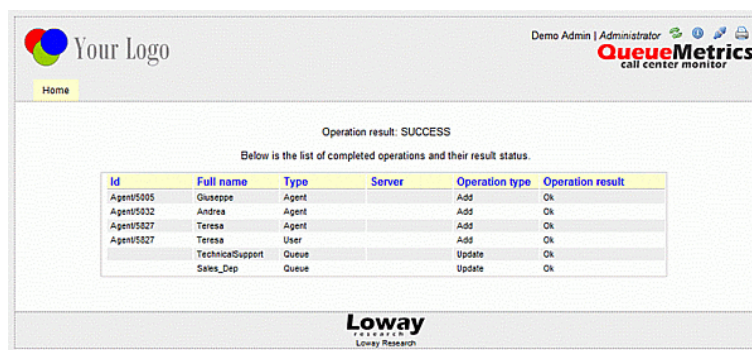 Your Logo
Demo Admin | Administrator
QueueMetrics
call center monitor
Home
Operation result: SUCCESS
Below is the list of completed operations and their result status.
Id Full name Type Server Operation type Operation result
Agent/5005 Giuseppe Agent Add Ok
Agent/5032 Andrea Agent Add Ok
Agent/5827 Teresa Agent Add Ok
Agent/5827 Teresa User Add Ok
TechnicalSupport Queue Update Ok
Sales_Dep Queue Update Ok
Loway
research
Loway Research